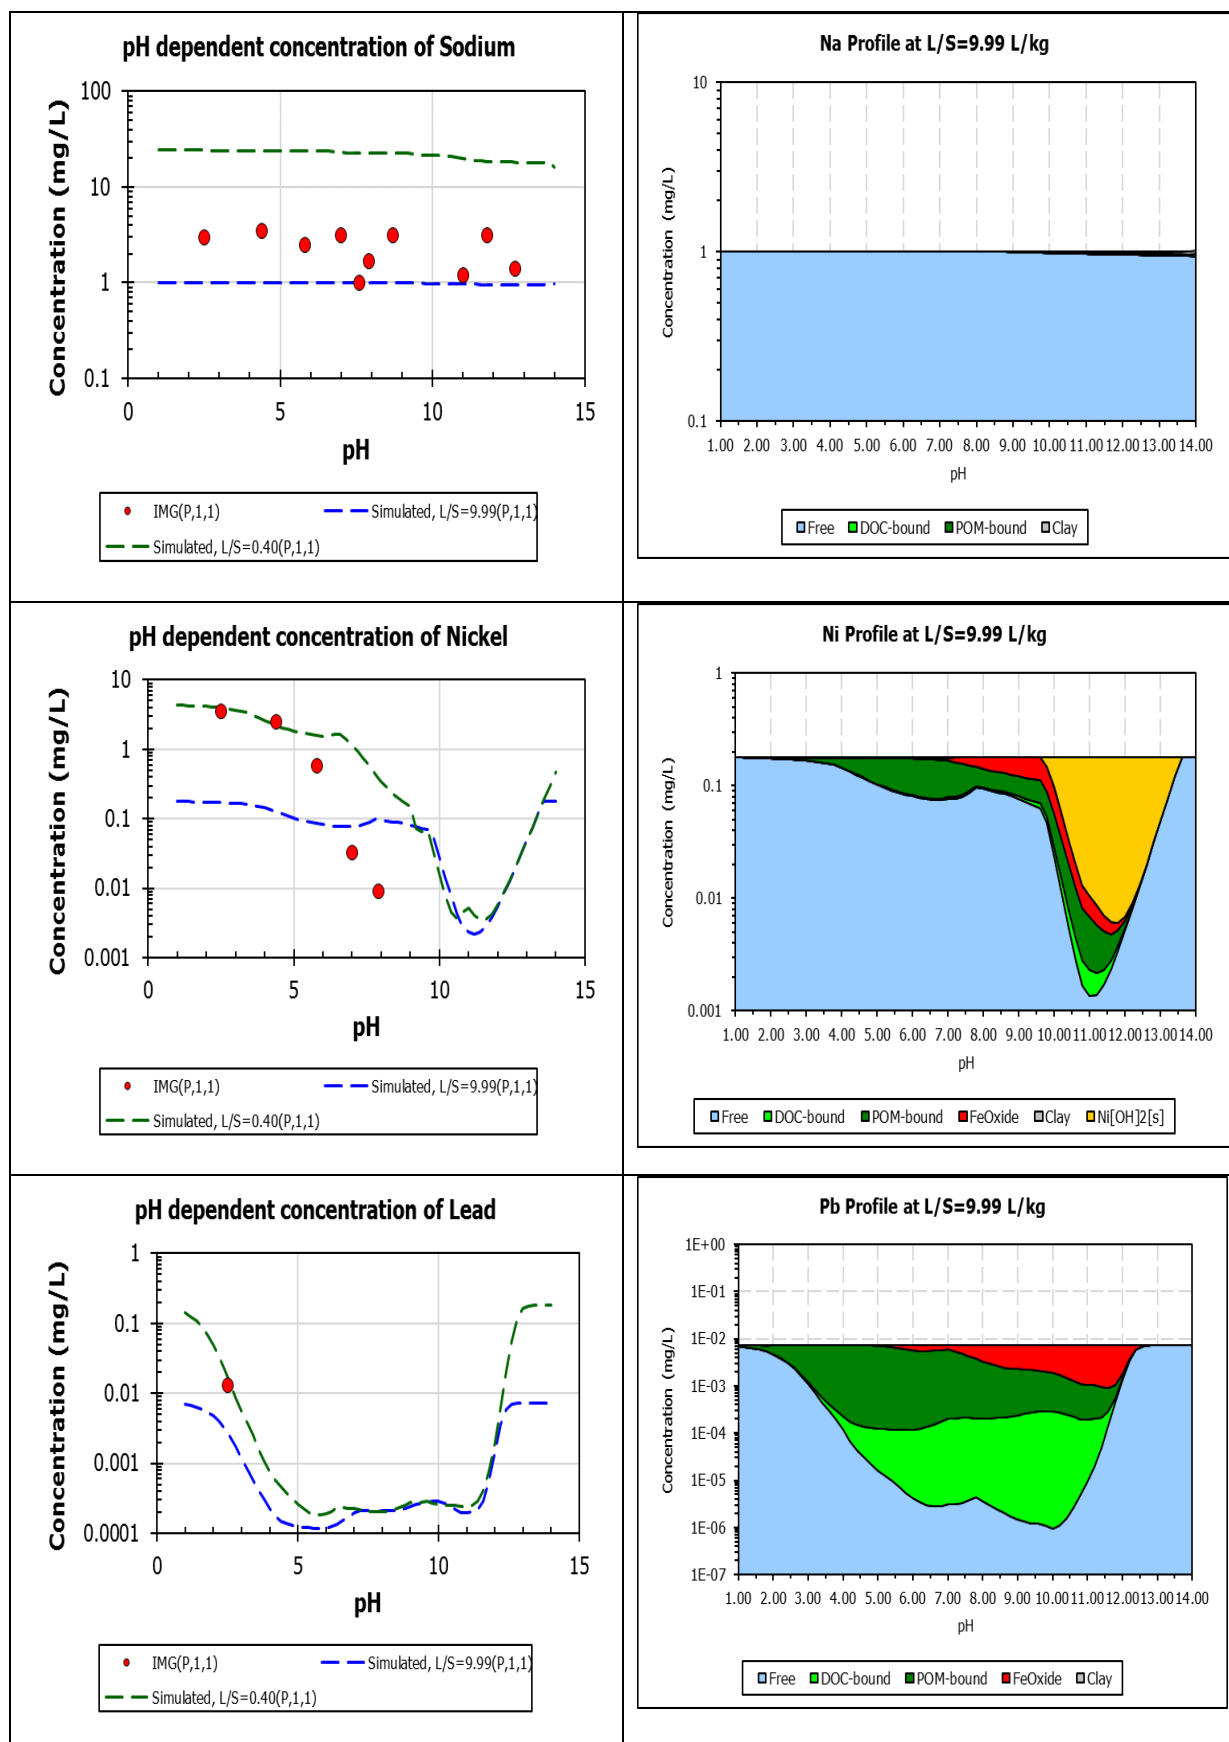 pH dependent concentration of Sodium
Concentration (mg/L)
100
10
1
0.1
0 5 10 15
pH
IMG(P,1,1) Simulated, L/S=9.99(P,1,1)
Simulated, L/S=0.40(P,1,1)
Na Profile at L/S=9.99 L/kg
Concentration (mg/L)
10
1
0.1
1.00 2.00 3.00 4.00 5.00 6.00 7.00 8.00 9.00 10.00 11.00 12.00 13.00 14.00
pH
Free DOC-bound POM-bound Clay
pH dependent concentration of Nickel
Concentration (mg/L)
10
1
0.1
0.01
0.001
0 5 10 15
pH
IMG(P,1,1) Simulated, L/S=9.99(P,1,1)
Simulated, L/S=0.40(P,1,1)
Ni Profile at L/S=9.99 L/kg
Concentration (mg/L)
1
0.1
0.01
0.001
1.00 2.00 3.00 4.00 5.00 6.00 7.00 8.00 9.00 10.00 11.00 12.00 13.00 14.00
pH
Free DOC-bound POM-bound FeOxide Clay Ni[OH]2[s]
pH dependent concentration of Lead
Concentration (mg/L)
1
0.1
0.01
0.001
0.0001
0 5 10 15
pH
IMG(P,1,1) Simulated, L/S=9.99(P,1,1)
Simulated, L/S=0.40(P,1,1)
Pb Profile at L/S=9.99 L/kg
Concentration (mg/L)
1E+00
1E-01
1E-02
1E-03
1E-04
1E-05
1E-06
1E-07
1.00 2.00 3.00 4.00 5.00 6.00 7.00 8.00 9.00 10.00 11.00 12.00 13.00 14.00
pH
Free DOC-bound POM-bound FeOxide Clay